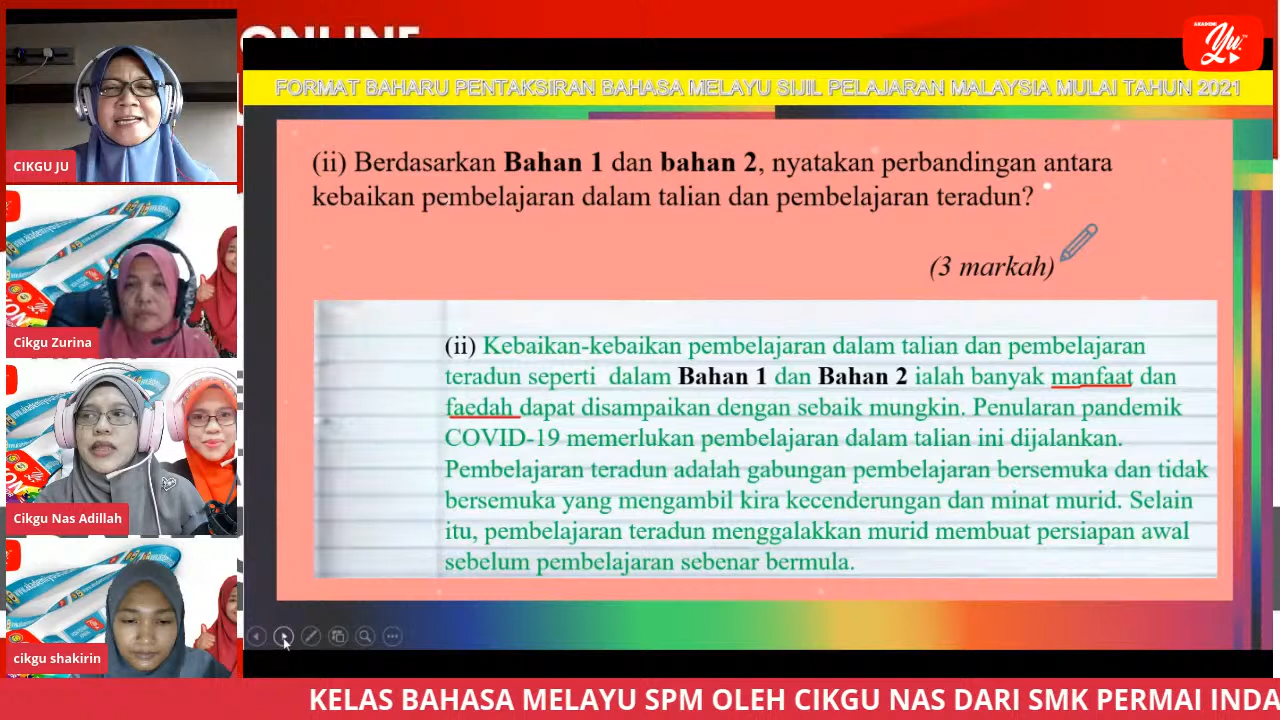 ONLINE
AKADEMI
Yu.
FORMAT BAHARU PENTAKSIRAN BAHASA MELAYU SIJIL PELAJARAN MALAYSIA MULAI TAHUN 2021
(ii) Berdasarkan Bahan 1 dan bahan 2, nyatakan perbandingan antara
kebaikan pembelajaran dalam talian dan pembelajaran teradun?
(3 markah)
(ii) Kebaikan-kebaikan pembelajaran dalam talian dan pembelajaran
teradun seperti dalam Bahan 1 dan Bahan 2 ialah banyak manfaat dan
faedah dapat disampaikan dengan sebaik mungkin. Penularan pandemik
COVID-19 memerlukan pembelajaran dalam talian ini dijalankan.
Pembelajaran teradun adalah gabungan pembelajaran bersemuka dan tidak
bersemuka yang mengambil kira kecenderungan dan minat murid. Selain
itu, pembelajaran teradun menggalakkan murid membuat persiapan awal
sebelum pembelajaran sebenar bermula.
CIKGU JU
Cikgu Zurina
Cikgu Nas Adillah
cikgu shakirin
KELAS BAHASA MELAYU SPM OLEH CIKGU NAS DARI SMK PERMAI INDA